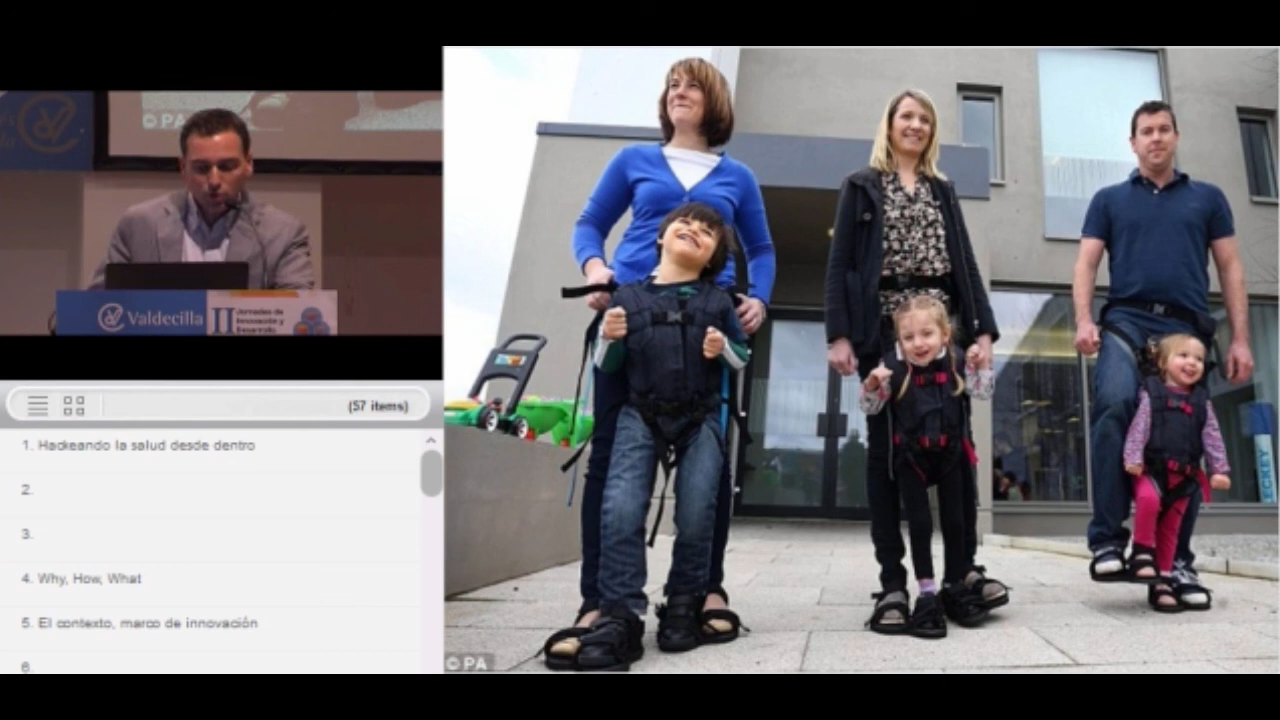 © PA
Valdecilla
II
Jornadas de
Innovación y
Desarrollo
(57 items)
1. Hackeando la salud desde dentro
2.
3.
4. Why, How, What
5. El contexto, marco de innovación
6.
LECKEY
© PA